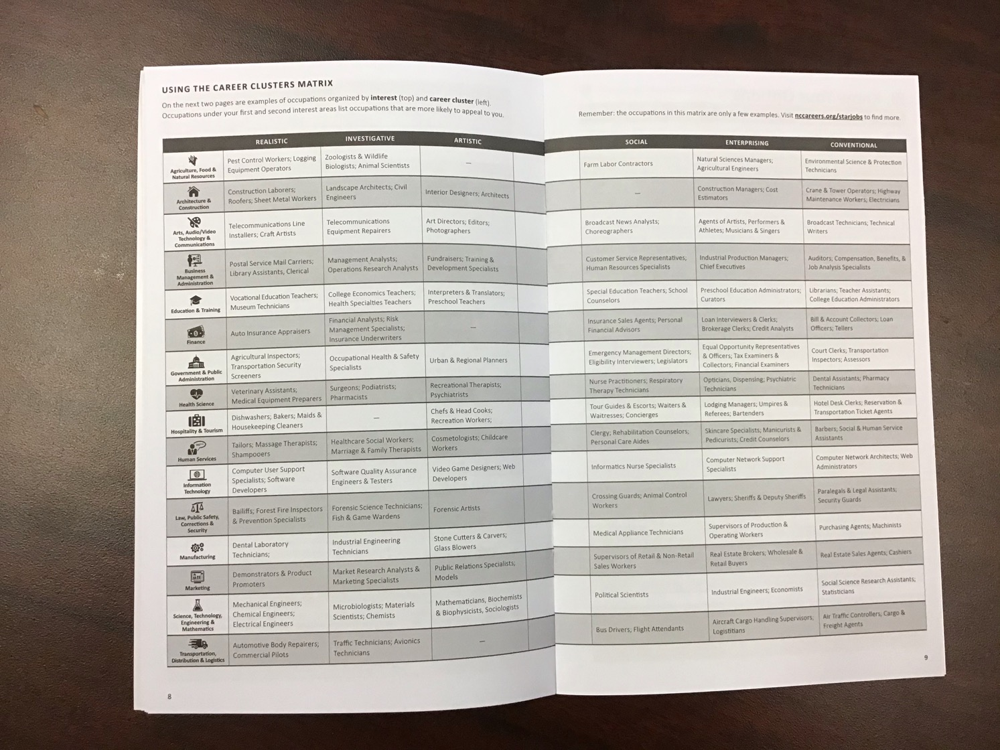 USING THE CAREER CLUSTERS MATRIX
On the next two pages are examples of occupations organized by interest (top) and career cluster (left).
Occupations under your first and second interest areas list occupations that are more likely to appeal to you.
REALISTIC INVESTIGATIVE ARTISTIC
Agriculture, Food &
Natural Resources
Pest Control Workers; Logging
Equipment Operators
Zoologists & Wildlife
Biologists; Animal Scientists
—
Architecture &
Construction
Construction Laborers;
Roofers; Sheet Metal Workers
Landscape Architects; Civil
Engineers
Interior Designers; Architects
Arts, Audio/Video
Technology &
Communications
Telecommunications Line
Installers; Craft Artists
Telecommunications
Equipment Repairers
Art Directors; Editors;
Photographers
Business
Management &
Administration
Postal Service Mail Carriers;
Library Assistants, Clerical
Management Analysts;
Operations Research Analysts
Fundraisers; Training &
Development Specialists
Education & Training
Vocational Education Teachers;
Museum Technicians
College Economics Teachers;
Health Specialties Teachers
Interpreters & Translators;
Preschool Teachers
Finance
Auto Insurance Appraisers
Financial Analysts; Risk
Management Specialists;
Insurance Underwriters
—
Government & Public
Administration
Agricultural Inspectors;
Transportation Security
Screeners
Occupational Health & Safety
Specialists
Urban & Regional Planners
Health Science
Veterinary Assistants;
Medical Equipment Preparers
Surgeons; Podiatrists;
Pharmacists
Recreational Therapists;
Psychiatrists
Hospitality & Tourism
Dishwashers; Bakers; Maids &
Housekeeping Cleaners
—
Chefs & Head Cooks;
Recreation Workers;
Human Services
Tailors; Massage Therapists;
Shampooers
Healthcare Social Workers;
Marriage & Family Therapists
Cosmetologists; Childcare
Workers
Information
Technology
Computer User Support
Specialists; Software
Developers
Software Quality Assurance
Engineers & Testers
Video Game Designers; Web
Developers
Law, Public Safety,
Corrections &
Security
Bailiffs; Forest Fire Inspectors
& Prevention Specialists
Forensic Science Technicians;
Fish & Game Wardens
Forensic Artists
Manufacturing
Dental Laboratory
Technicians;
Industrial Engineering
Technicians
Stone Cutters & Carvers;
Glass Blowers
Marketing
Demonstrators & Product
Promoters
Market Research Analysts &
Marketing Specialists
Public Relations Specialists;
Models
Science, Technology,
Engineering &
Mathematics
Mechanical Engineers;
Chemical Engineers;
Electrical Engineers
Microbiologists; Materials
Scientists; Chemists
Mathematicians, Biochemists
& Biophysicists, Sociologists
Transportation,
Distribution & Logistics
Automotive Body Repairers;
Commercial Pilots
Traffic Technicians; Avionics
Technicians
—
8
Remember: the occupations in this matrix are only a few examples. Visit nccareers.org/starjobs to find more.
SOCIAL ENTERPRISING CONVENTIONAL
Farm Labor Contractors
Natural Sciences Managers;
Agricultural Engineers
Environmental Science & Protection
Technicians
—
Construction Managers; Cost
Estimators
Crane & Tower Operators; Highway
Maintenance Workers; Electricians
Broadcast News Analysts;
Choreographers
Agents of Artists, Performers &
Athletes; Musicians & Singers
Broadcast Technicians; Technical
Writers
Customer Service Representatives;
Human Resources Specialists
Industrial Production Managers;
Chief Executives
Auditors; Compensation, Benefits, &
Job Analysis Specialists
Special Education Teachers; School
Counselors
Preschool Education Administrators;
Curators
Librarians; Teacher Assistants;
College Education Administrators
Insurance Sales Agents; Personal
Financial Advisors
Loan Interviewers & Clerks;
Brokerage Clerks; Credit Analysts
Bill & Account Collectors; Loan
Officers; Tellers
Emergency Management Directors;
Eligibility Interviewers; Legislators
Equal Opportunity Representatives
& Officers; Tax Examiners &
Collectors; Financial Examiners
Court Clerks; Transportation
Inspectors; Assessors
Nurse Practitioners; Respiratory
Therapy Technicians
Opticians, Dispensing; Psychiatric
Technicians
Dental Assistants; Pharmacy
Technicians
Tour Guides & Escorts; Waiters &
Waitresses; Concierges
Lodging Managers; Umpires &
Referees; Bartenders
Hotel Desk Clerks; Reservation &
Transportation Ticket Agents
Clergy; Rehabilitation Counselors;
Personal Care Aides
Skincare Specialists; Manicurists &
Pedicurists; Credit Counselors
Barbers; Social & Human Service
Assistants
Informatics Nurse Specialists
Computer Network Support
Specialists
Computer Network Architects; Web
Administrators
Crossing Guards; Animal Control
Workers
Lawyers; Sheriffs & Deputy Sheriffs
Paralegals & Legal Assistants;
Security Guards
Medical Appliance Technicians
Supervisors of Production &
Operating Workers
Purchasing Agents; Machinists
Supervisors of Retail & Non-Retail
Sales Workers
Real Estate Brokers; Wholesale &
Retail Buyers
Real Estate Sales Agents; Cashiers
Political Scientists
Industrial Engineers; Economists
Social Science Research Assistants;
Statisticians
Bus Drivers; Flight Attendants
Aircraft Cargo Handling Supervisors;
Logistitians
Air Traffic Controllers, Cargo &
Freight Agents
9